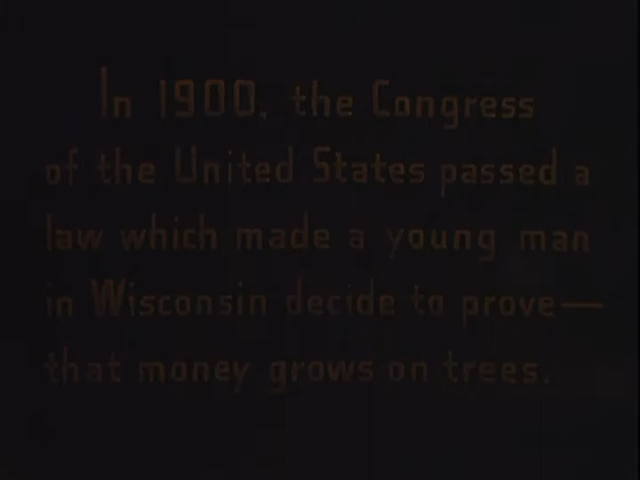 In 1900, the Congress
of the United States passed a
law which made a young man
in Wisconsin decide to prove—
that money grows on trees.